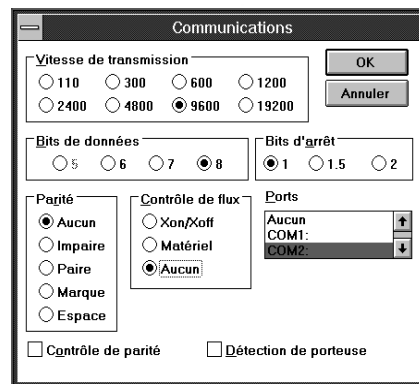 Communications
Vitesse de transmission
110 300 600 1200
2400 4800 9600 19200
OK
Annuler
Bits de données
5 6 7 8
Bits d'arrêt
1 1.5 2
Parité
Aucun
Impaire
Paire
Marque
Espace
Contrôle de flux
Xon/Xoff
Matériel
Aucun
Ports
Aucun
COM1:
COM2:
Contrôle de parité
Détection de porteuse